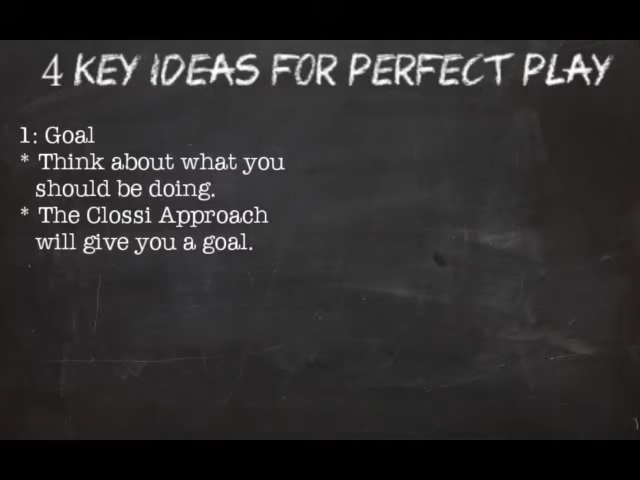 4 KEY IDEAS FOR PERFECT PLAY
1: Goal
* Think about what you
should be doing.
* The Clossi Approach
will give you a goal.